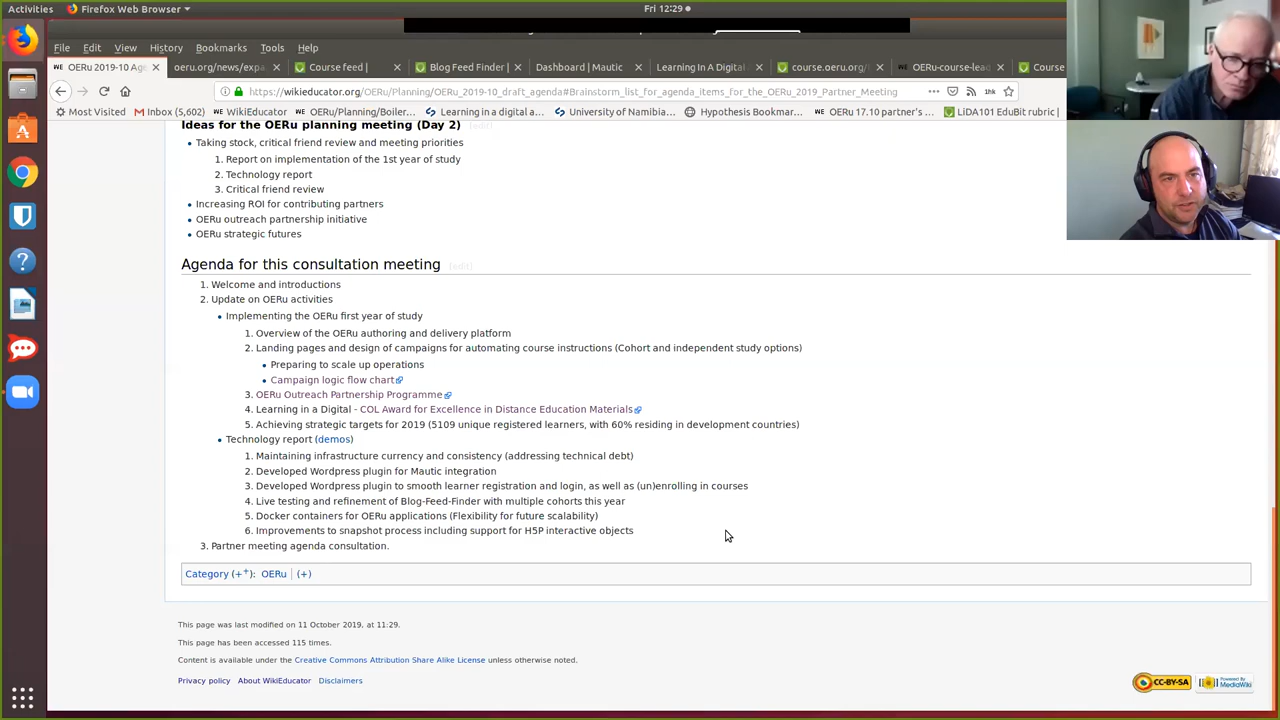 Activities
Firefox Web Browser
Fri 12:29
File Edit View History Bookmarks Tools Help
OERu 2019-10 Age
oeru.org/news/expa
Course feed |
Blog Feed Finder |
Dashboard | Mautic
Learning In A Digital
course.oeru.org/
OERu-course-lead
Course
https://wikieducator.org/OERu/Planning/OERu_2019-10_draft_agenda#Brainstorm_list_for_agenda_items_for_the_OERu_2019_Partner_Meeting
1hk
Most Visited
Inbox (5,602)
WikiEducator
OERu/Planning/Boiler...
Learning in a digital a...
University of Namibia...
Hypothesis Bookmar...
OERu 17.10 partner's ...
LiDA101 EduBit rubric |
Ideas for the OERu planning meeting (Day 2) [edit]
Taking stock, critical friend review and meeting priorities
1. Report on implementation of the 1st year of study
2. Technology report
3. Critical friend review
Increasing ROI for contributing partners
OERu outreach partnership initiative
OERu strategic futures
Agenda for this consultation meeting [edit]
1. Welcome and introductions
2. Update on OERu activities
Implementing the OERu first year of study
1. Overview of the OERu authoring and delivery platform
2. Landing pages and design of campaigns for automating course instructions (Cohort and independent study options)
Preparing to scale up operations
Campaign logic flow chart
3. OERu Outreach Partnership Programme
4. Learning in a Digital - COL Award for Excellence in Distance Education Materials
5. Achieving strategic targets for 2019 (5109 unique registered learners, with 60% residing in development countries)
Technology report (demos)
1. Maintaining infrastructure currency and consistency (addressing technical debt)
2. Developed Wordpress plugin for Mautic integration
3. Developed Wordpress plugin to smooth learner registration and login, as well as (un)enrolling in courses
4. Live testing and refinement of Blog-Feed-Finder with multiple cohorts this year
5. Docker containers for OERu applications (Flexibility for future scalability)
6. Improvements to snapshot process including support for H5P interactive objects
3. Partner meeting agenda consultation.
Category (++): OERu | (+)
This page was last modified on 11 October 2019, at 11:29.
This page has been accessed 115 times.
Content is available under the Creative Commons Attribution Share Alike License unless otherwise noted.
Privacy policy About WikiEducator Disclaimers
CC-BY-SA
Powered By MediaWiki